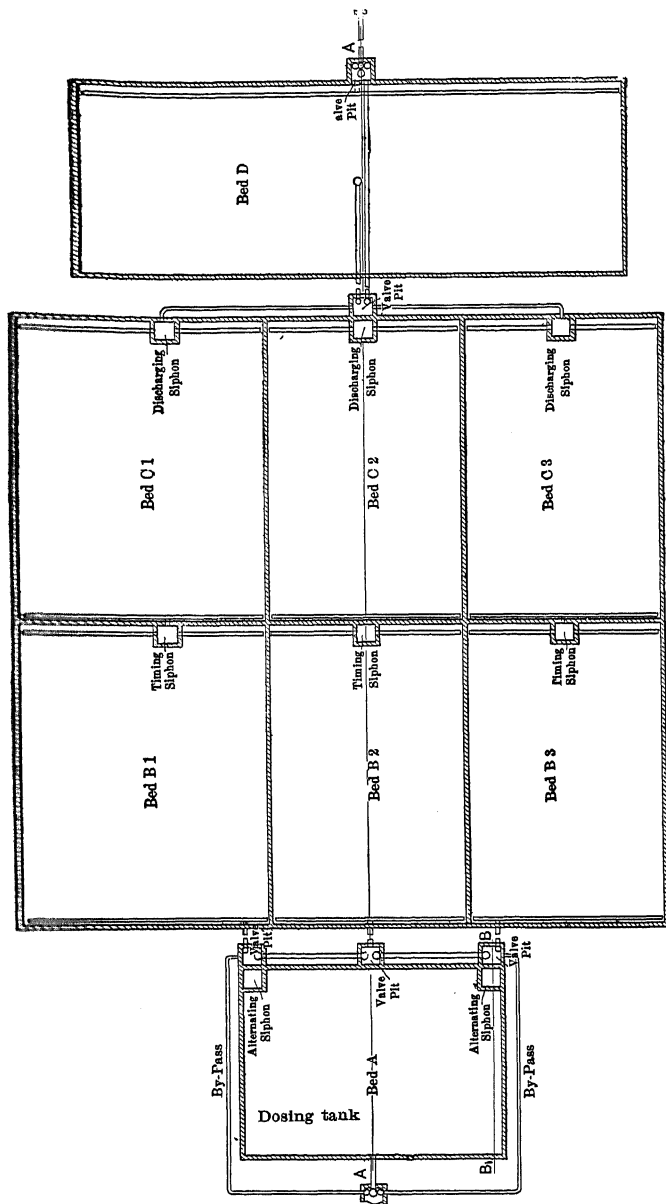 A
alve
Pit
Bed D
Valve
Pit
Discharging
Siphon
Discharging
Siphon
Discharging
Siphon
Bed C 1
Bed C 2
Bed C 3
Timing
Siphon
Timing
Siphon
Timing
Siphon
Bed B 1
Bed B 2
Bed B 3
Valve
Pit
Valve
Pit
B
Valve
Pit
Alternating
Siphon
Alternating
Siphon
By-Pass
Bed A
By-Pass
Dosing tank
A
B